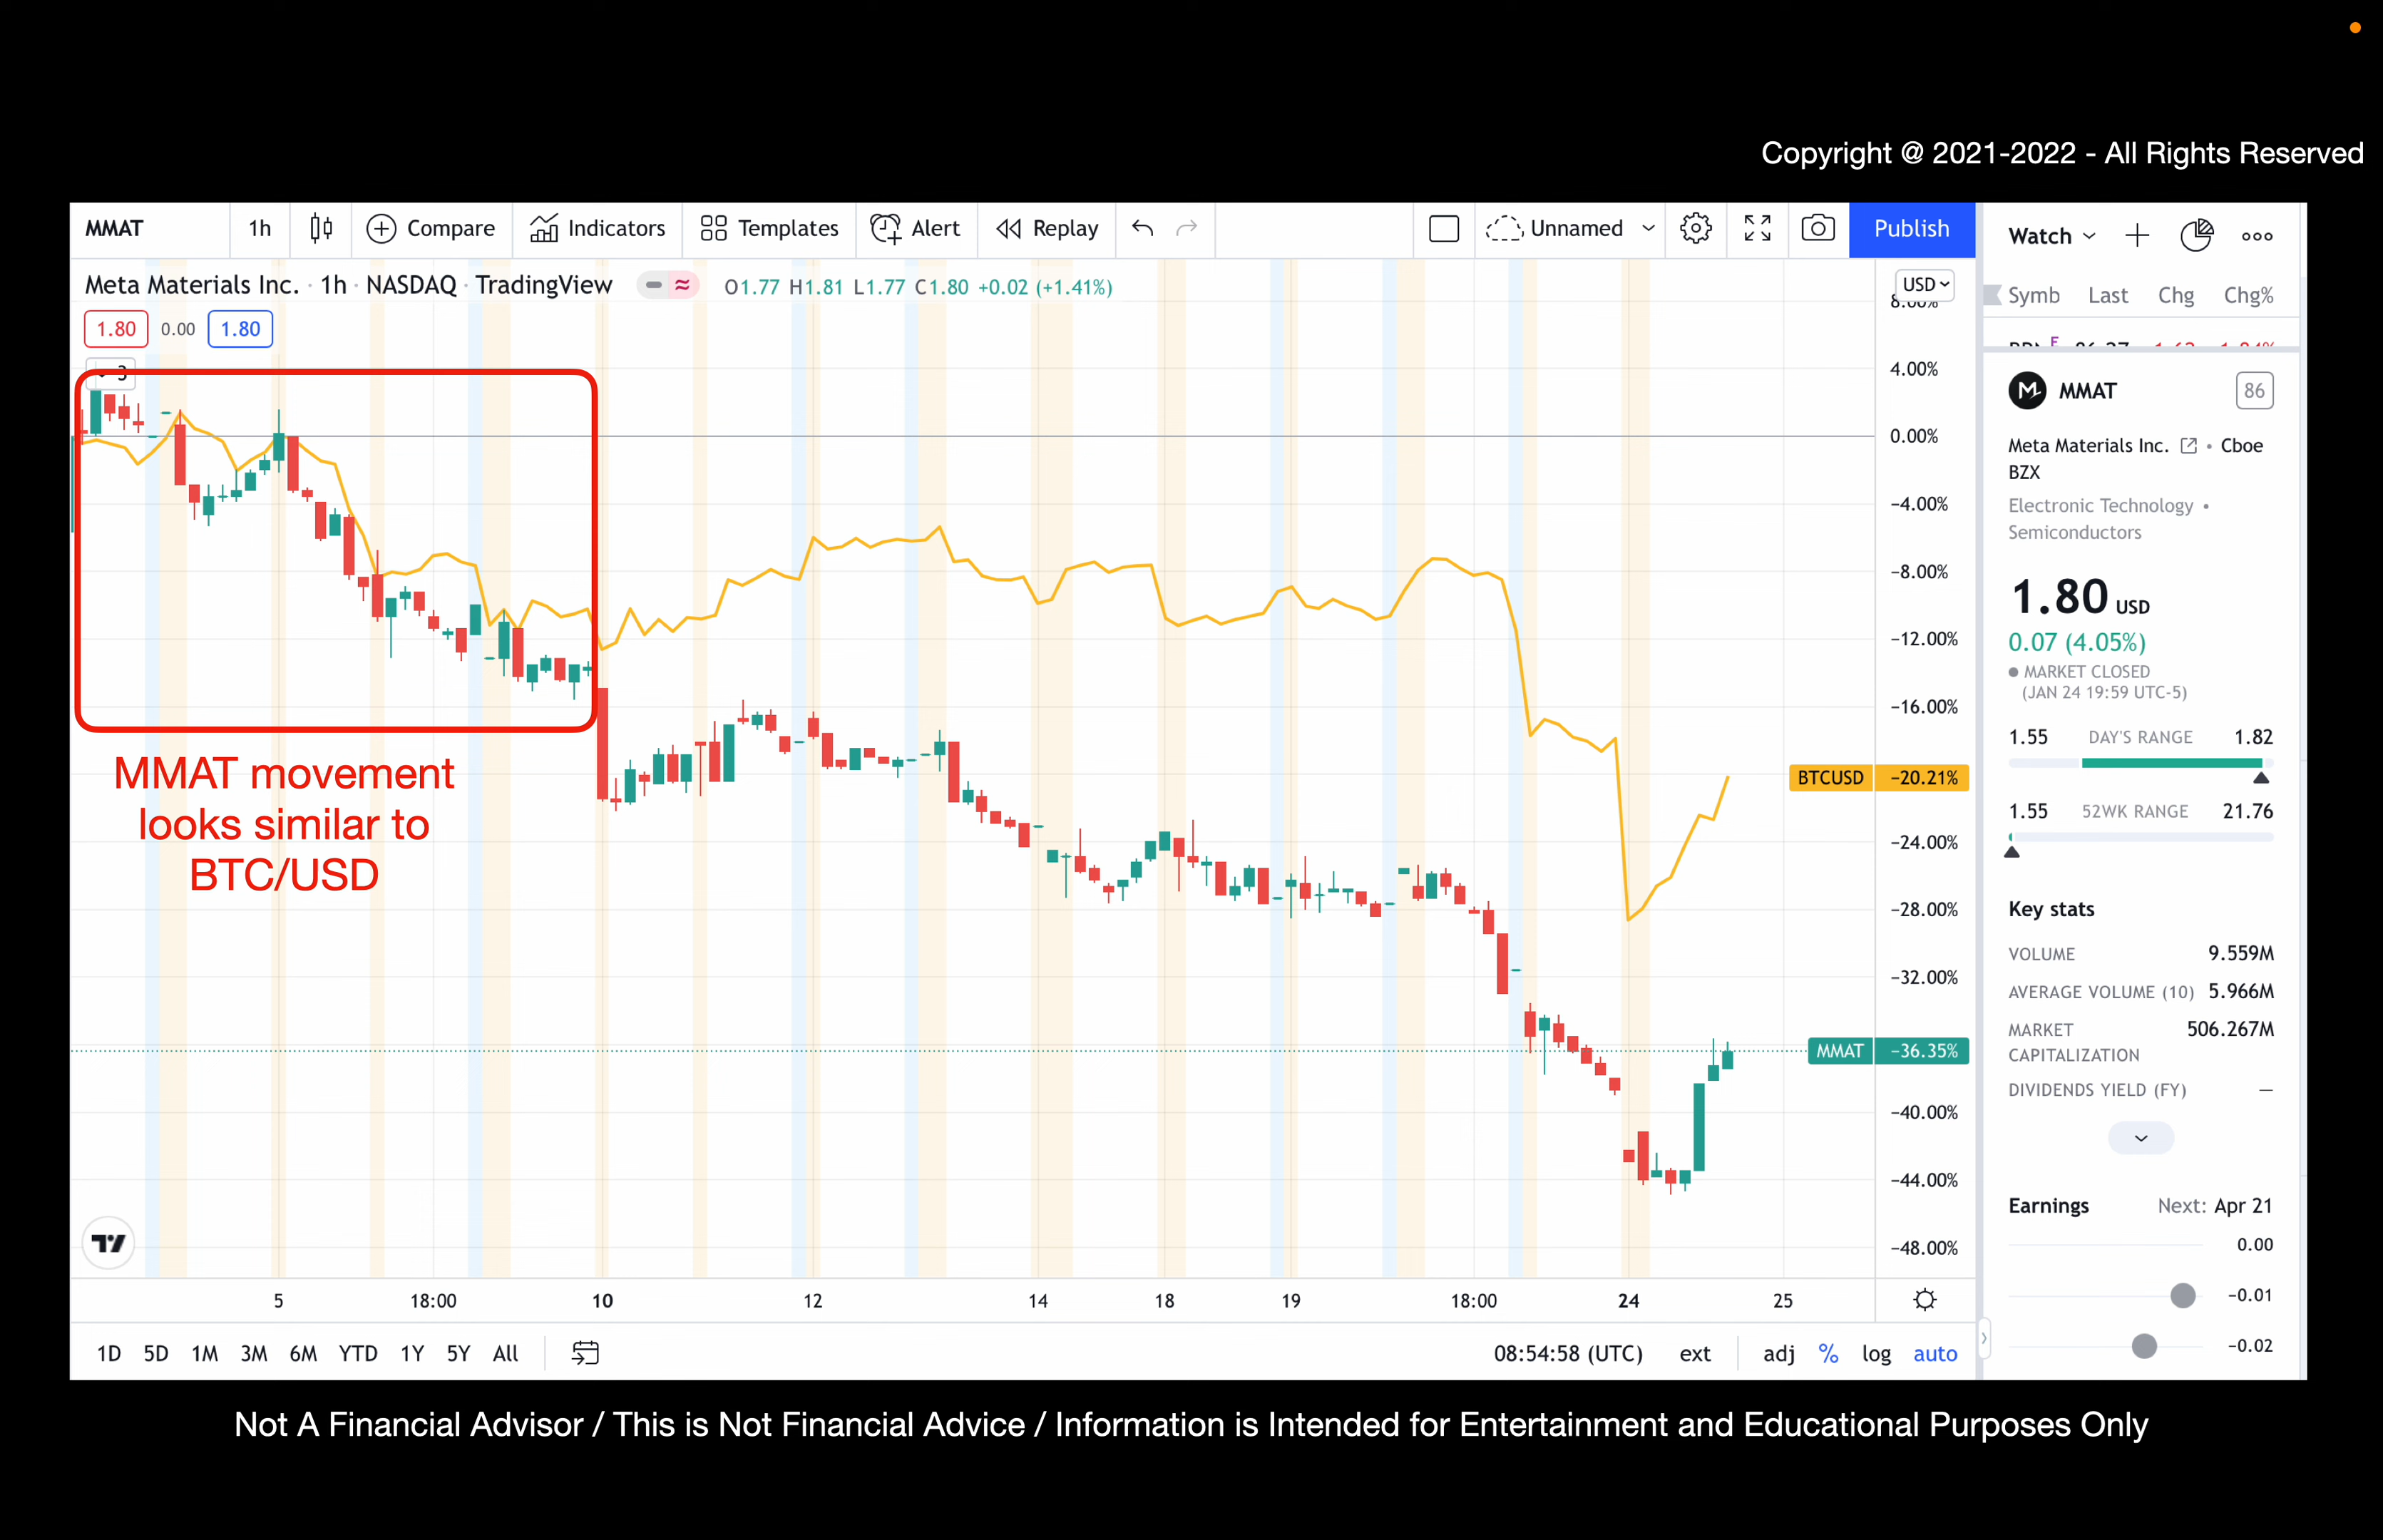 Copyright @ 2021-2022 - All Rights Reserved
MMAT 1h Compare Indicators Templates Alert Replay Unnamed Publish
Watch
Meta Materials Inc. · 1h · NASDAQ · TradingView O1.77 H1.81 L1.77 C1.80 +0.02 (+1.41%)
USD
Symb Last Chg Chg%
1.80 0.00 1.80
3
8.00%
4.00%
0.00%
−4.00%
−8.00%
−12.00%
−16.00%
BTCUSD −20.21%
−24.00%
−28.00%
−32.00%
MMAT −36.35%
−40.00%
−44.00%
−48.00%
MMAT movement
looks similar to
BTC/USD
5 18:00 10 12 14 18 19 18:00 24 25
1D 5D 1M 3M 6M YTD 1Y 5Y All
08:54:58 (UTC) ext adj % log auto
MMAT 86
Meta Materials Inc. • Cboe
BZX
Electronic Technology •
Semiconductors
1.80 USD
0.07 (4.05%)
MARKET CLOSED
(JAN 24 19:59 UTC-5)
1.55 DAY'S RANGE 1.82
1.55 52WK RANGE 21.76
Key stats
VOLUME 9.559M
AVERAGE VOLUME (10) 5.966M
MARKET CAPITALIZATION 506.267M
DIVIDENDS YIELD (FY) —
Earnings Next: Apr 21
0.00
−0.01
−0.02
Not A Financial Advisor / This is Not Financial Advice / Information is Intended for Entertainment and Educational Purposes Only